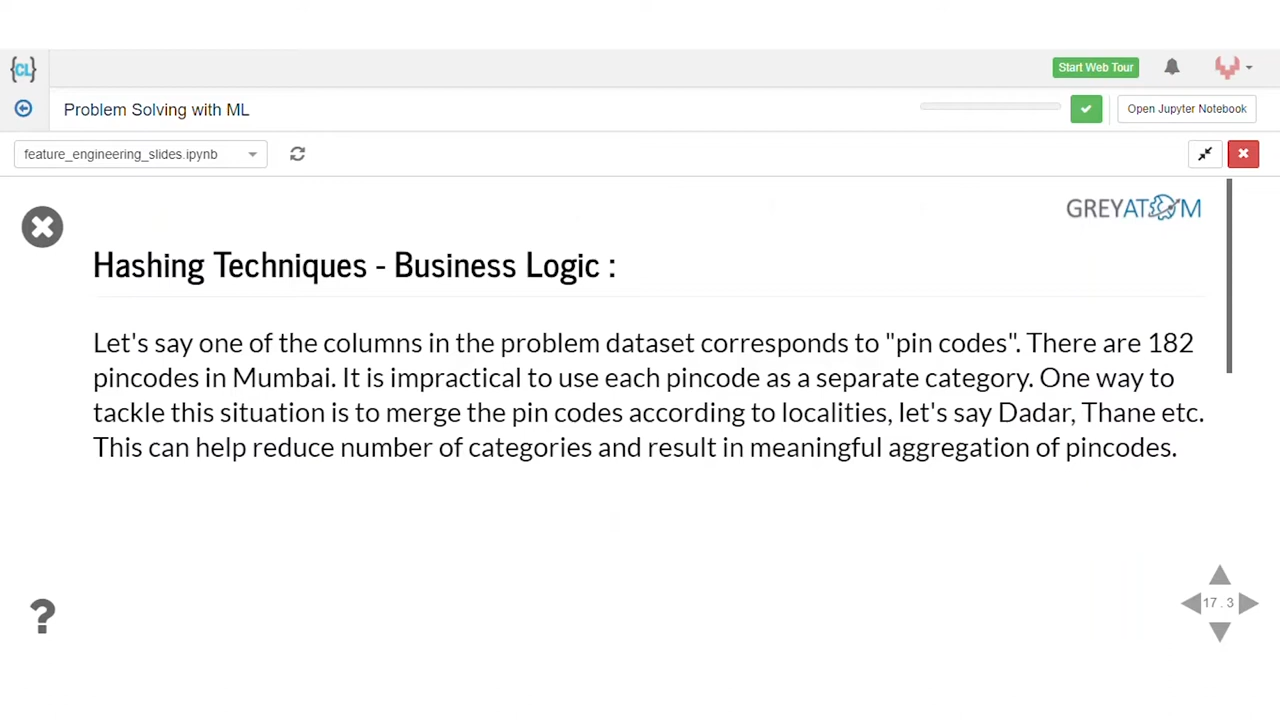 {CL}
Start Web Tour
Problem Solving with ML
Open Jupyter Notebook
feature_engineering_slides.ipynb
GREYATOM
Hashing Techniques - Business Logic :
Let's say one of the columns in the problem dataset corresponds to "pin codes". There are 182
pincodes in Mumbai. It is impractical to use each pincode as a separate category. One way to
tackle this situation is to merge the pin codes according to localities, let's say Dadar, Thane etc.
This can help reduce number of categories and result in meaningful aggregation of pincodes.
?
17 . 3